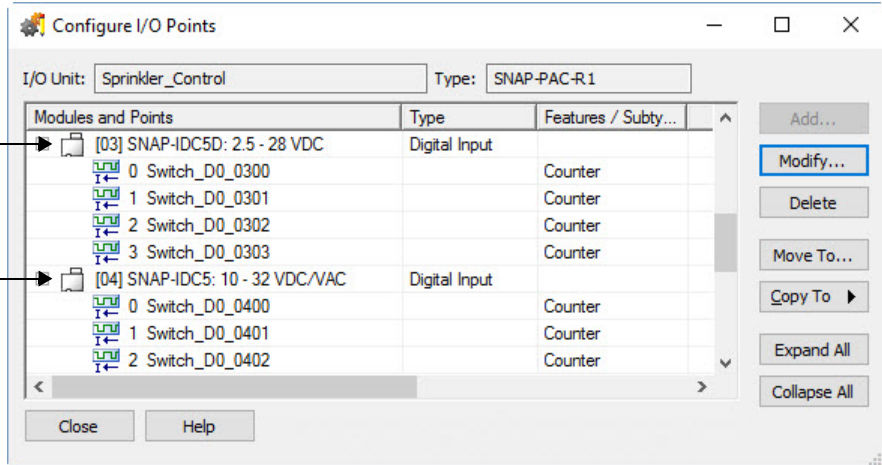 Configure I/O Points
I/O Unit: Sprinkler_Control Type: SNAP-PAC-R1
Modules and Points Type Features / Subty...
[03] SNAP-IDC5D: 2.5 - 28 VDC Digital Input
0 Switch_D0_0300 Counter
1 Switch_D0_0301 Counter
2 Switch_D0_0302 Counter
3 Switch_D0_0303 Counter
[04] SNAP-IDC5: 10 - 32 VDC/VAC Digital Input
0 Switch_D0_0400 Counter
1 Switch_D0_0401 Counter
2 Switch_D0_0402 Counter
Add...
Modify...
Delete
Move To...
Copy To
Expand All
Collapse All
Close Help